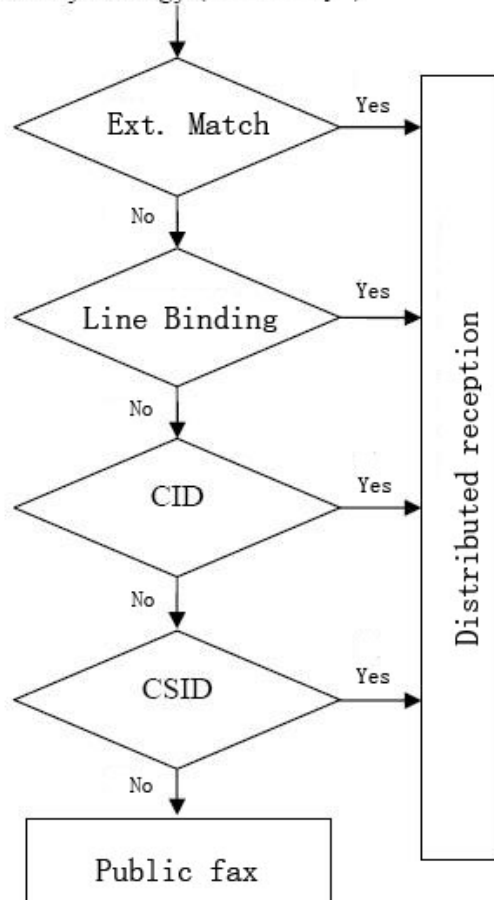 Yes
Ext. Match
No
Yes
Line Binding
No
Yes
CID
No
Yes
CSID
No
Public fax
Distributed reception